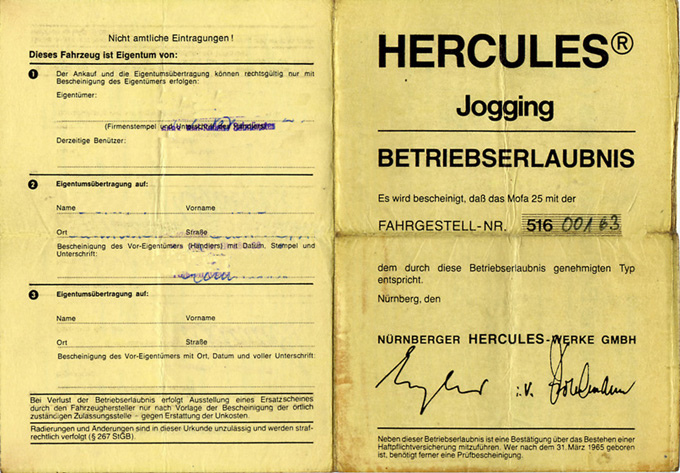 Nicht amtliche Eintragungen !
Dieses Fahrzeug ist Eigentum von:
1 Der Ankauf und die Eigentumsübertragung können rechtsgültig nur mit
Bescheinigung des Eigentümers erfolgen:
Eigentümer:
(Firmenstempel und
Derzeitige Benützer:
2 Eigentumsübertragung auf:
Name Vorname
Ort Straße
Bescheinigung des Vor-Eigentümers (Händlers) mit Datum, Stempel und
Unterschrift:
3 Eigentumsübertragung auf:
Name Vorname
Ort Straße
Bescheinigung des Vor-Eigentümers mit Ort, Datum und voller Unterschrift:
Bei Verlust der Betriebserlaubnis erfolgt Ausstellung eines Ersatzscheines
durch den Fahrzeughersteller nur nach Vorlage der Bescheinigung der örtlich
zuständigen Zulassungsstelle - gegen Erstattung der Unkosten.
Radierungen und Änderungen sind in dieser Urkunde unzulässig und werden straf-
rechtlich verfolgt (§ 267 StGB).
HERCULES®
Jogging
BETRIEBSERLAUBNIS
Es wird bescheinigt, daß das Mofa 25 mit der
FAHRGESTELL-NR. 516 00163
dem durch diese Betriebserlaubnis genehmigten Typ
entspricht.
Nürnberg, den
NÜRNBERGER HERCULES-WERKE GMBH
i.V.
Neben dieser Betriebserlaubnis ist eine Bestätigung über das Bestehen einer
Haftpflichtversicherung mitzuführen. Wer nach dem 31. März 1965 geboren
ist, benötigt ferner eine Prüfbescheinigung.